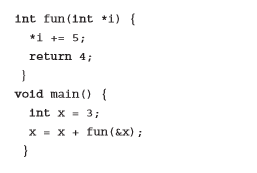 int fun(int *i) {
  *i += 5;
  return 4;
 }
void main() {
  int x = 3;
  x = x + fun(&x);
 }